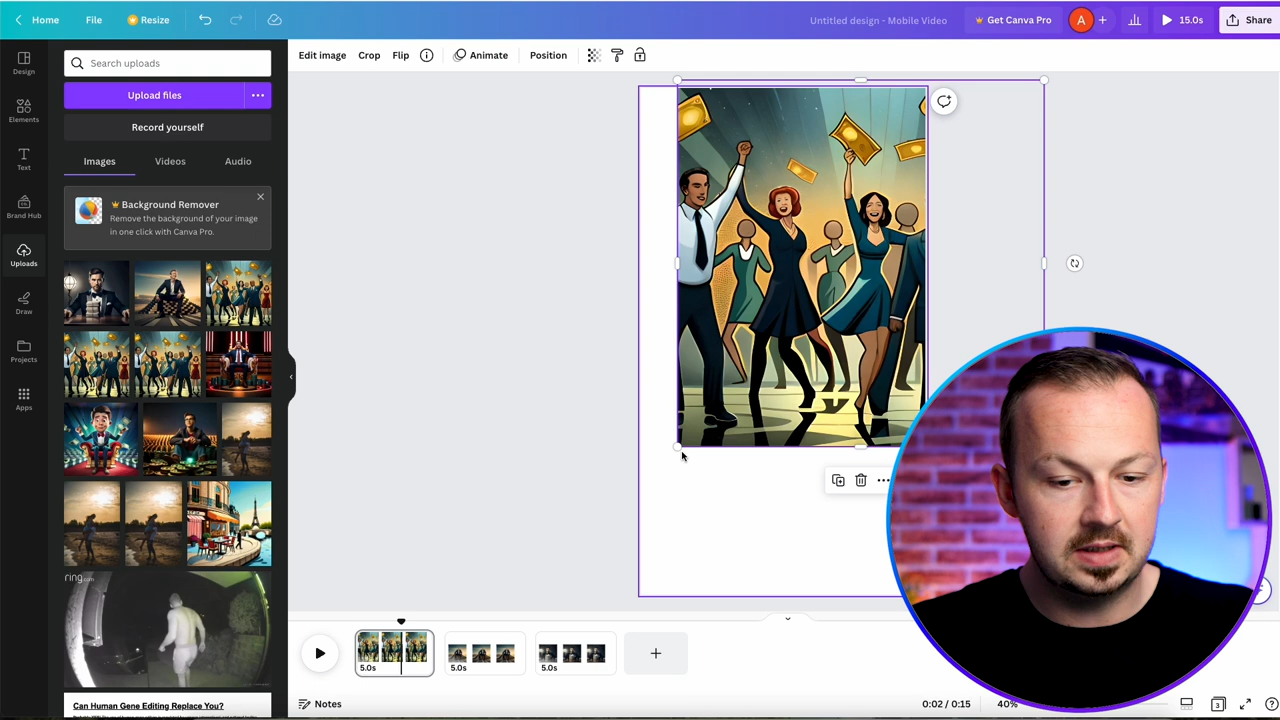 Home
File
Resize
Untitled design - Mobile Video
Get Canva Pro
A
+
15.0s
Share
Design
Elements
Text
Brand Hub
Uploads
Draw
Projects
Apps
Search uploads
Upload files
Record yourself
Images
Videos
Audio
Background Remover
Remove the background of your image
in one click with Canva Pro.
Edit image
Crop
Flip
Animate
Position
ring.com
Can Human Gene Editing Replace You?
5.0s
5.0s
5.0s
+
Notes
0:02 / 0:15
40%
3